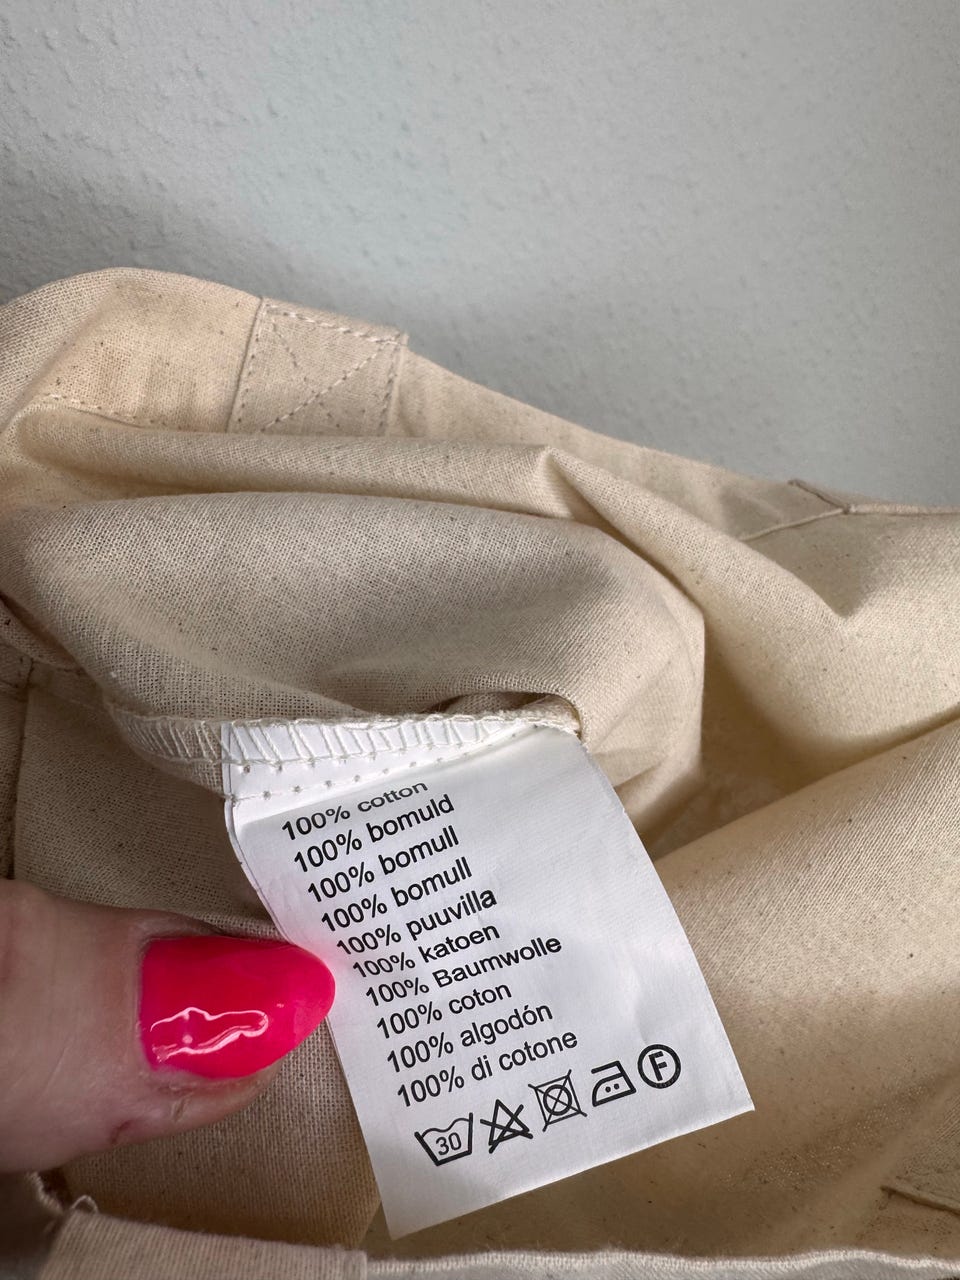 100% cotton
100% bomuld
100% bomull
100% bomull
100% puuvilla
100% katoen
100% Baumwolle
100% coton
100% algodón
100% di cotone
30 F